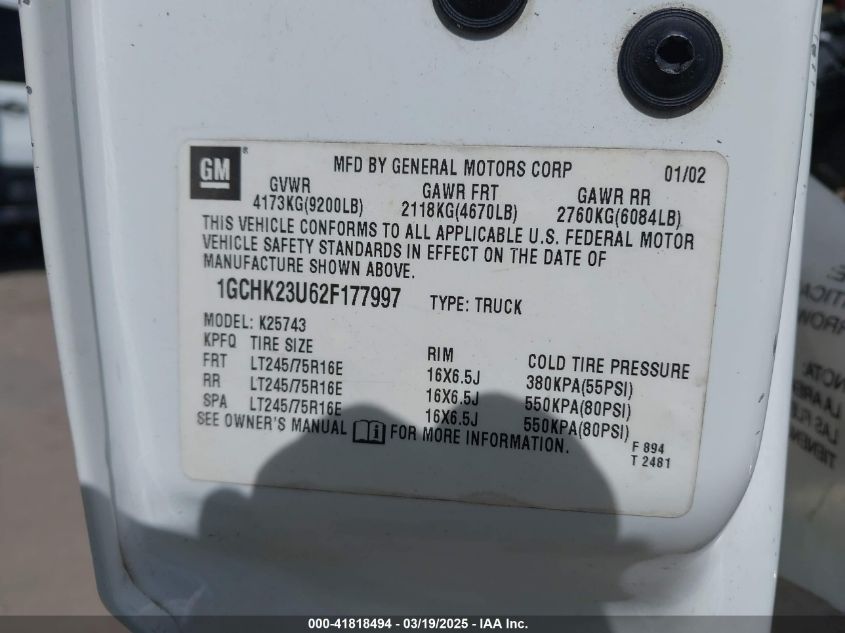 GM
MFD BY GENERAL MOTORS CORP 01/02
GVWR GAWR FRT GAWR RR
4173KG(9200LB) 2118KG(4670LB) 2760KG(6084LB)
THIS VEHICLE CONFORMS TO ALL APPLICABLE U.S. FEDERAL MOTOR
VEHICLE SAFETY STANDARDS IN EFFECT ON THE DATE OF
MANUFACTURE SHOWN ABOVE.
1GCHK23U62F177997 TYPE: TRUCK
MODEL: K25743
KPFQ TIRE SIZE RIM COLD TIRE PRESSURE
FRT LT245/75R16E 16X6.5J 380KPA(55PSI)
RR LT245/75R16E 16X6.5J 550KPA(80PSI)
SPA LT245/75R16E 16X6.5J 550KPA(80PSI)
SEE OWNER'S MANUAL FOR MORE INFORMATION.
F 894
T 2481
NOTA:
000-41818494 - 03/19/2025 - IAA Inc.